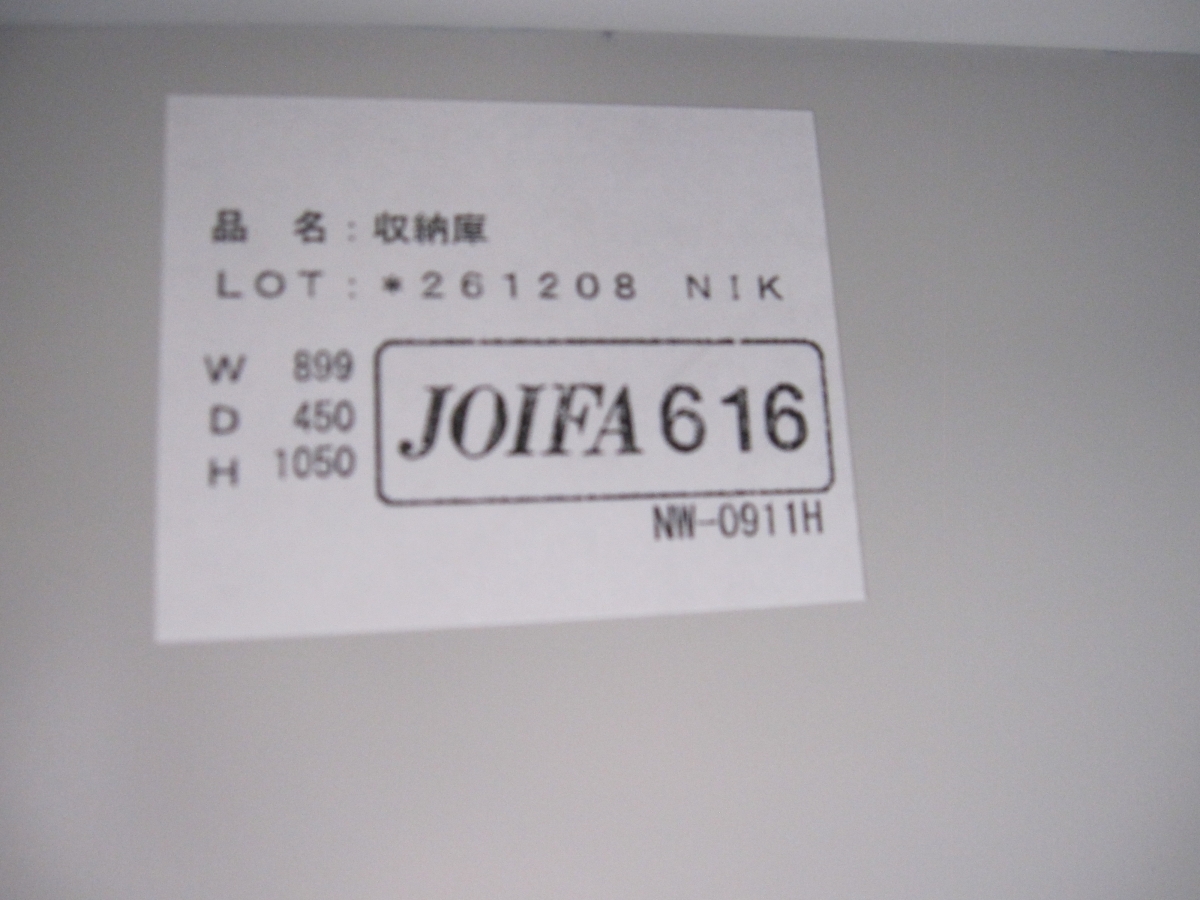 品　名：収納庫
LOT：*261208 NIK
W 899
D 450
H 1050
JOIFA 616
NW-0911H